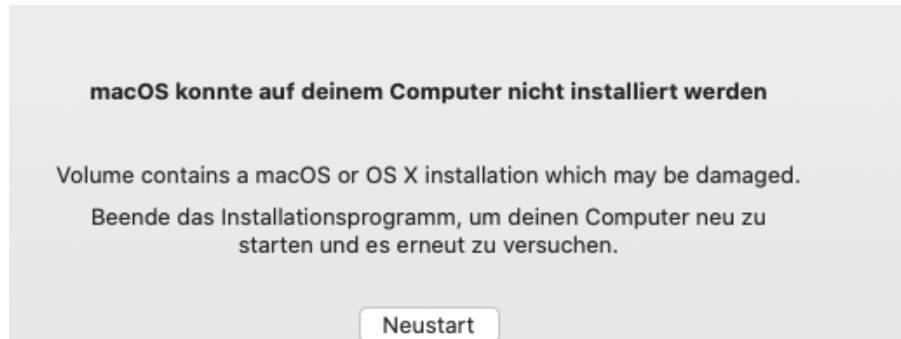 macOS konnte auf deinem Computer nicht installiert werden
Volume contains a macOS or OS X installation which may be damaged.
Beende das Installationsprogramm, um deinen Computer neu zu
starten und es erneut zu versuchen.
Neustart